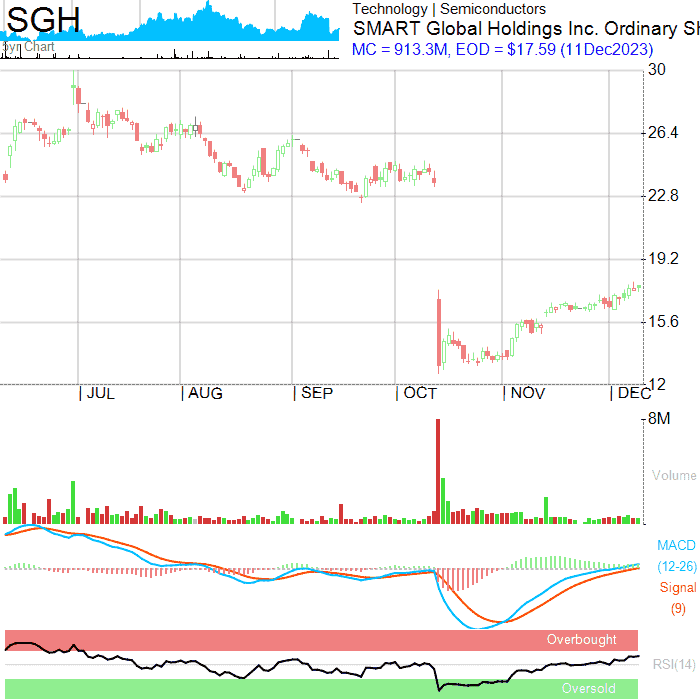 SGH
5yr Chart
Technology | Semiconductors
SMART Global Holdings Inc. Ordinary Sh
MC = 913.3M, EOD = $17.59 (11Dec2023)
30
26.4
22.8
19.2
15.6
12
| JUL | AUG | SEP | OCT | NOV | DEC
8M
Volume
MACD
(12-26)
Signal
(9)
Overbought
RSI(14)
Oversold